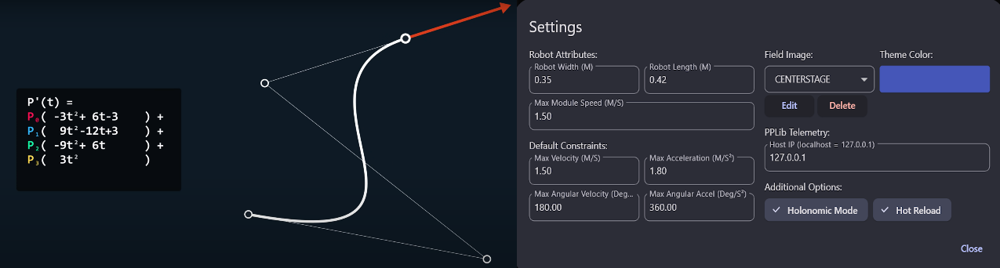 P'(t) =
P₀( -3t²+ 6t-3 ) +
P₁( 9t²-12t+3 ) +
P₂( -9t²+ 6t ) +
P₃( 3t² )
Settings
Robot Attributes:
Robot Width (M)
0.35
Robot Length (M)
0.42
Max Module Speed (M/S)
1.50
Default Constraints:
Max Velocity (M/S)
1.50
Max Acceleration (M/S²)
1.80
Max Angular Velocity (Deg...
180.00
Max Angular Accel (Deg/S²)
360.00
Field Image:
CENTERSTAGE
Edit
Delete
Theme Color:
PPLib Telemetry:
Host IP (localhost = 127.0.0.1)
127.0.0.1
Additional Options:
Holonomic Mode
Hot Reload
Close